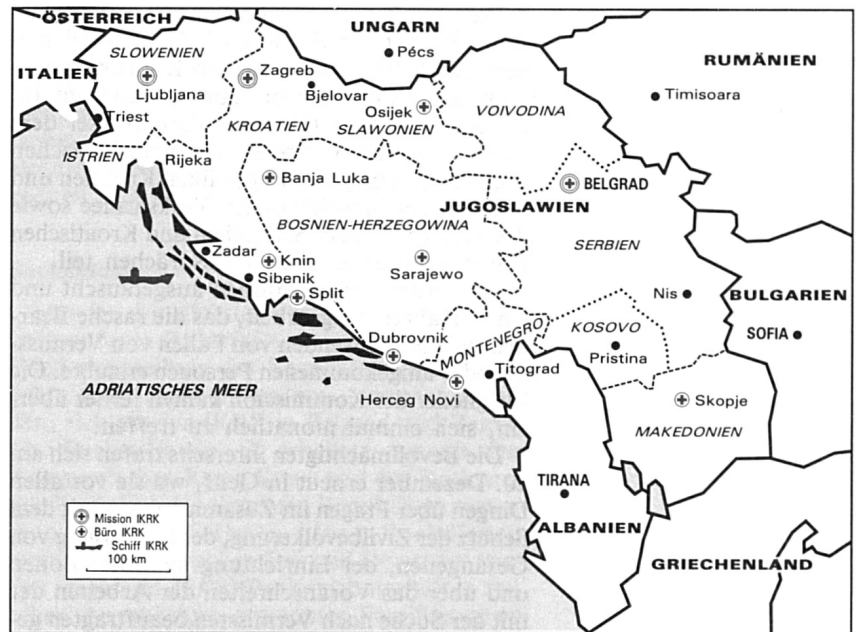 ÖSTERREICH
UNGARN
Pécs
SLOWENIEN
RUMÄNIEN
ITALIEN
Zagreb
Ljubljana
Bjelovar
Timisoara
Osijek
VOIVODINA
Triest
KROATIEN
SLAWONIEN
ISTRIEN
Rijeka
Banja Luka
BELGRAD
JUGOSLAWIEN
BOSNIEN-HERZEGOWINA
SERBIEN
Zadar
Knin
Sarajewo
Sibenik
Split
Nis
BULGARIEN
KOSOVO
SOFIA
Dubrovnik
MONTENEGRO
Pristina
Titograd
ADRIATISCHES MEER
Herceg Novi
Skopje
MAKEDONIEN
TIRANA
ALBANIEN
GRIECHENLAND
Mission IKRK
Büro IKRK
Schiff IKRK
100 km